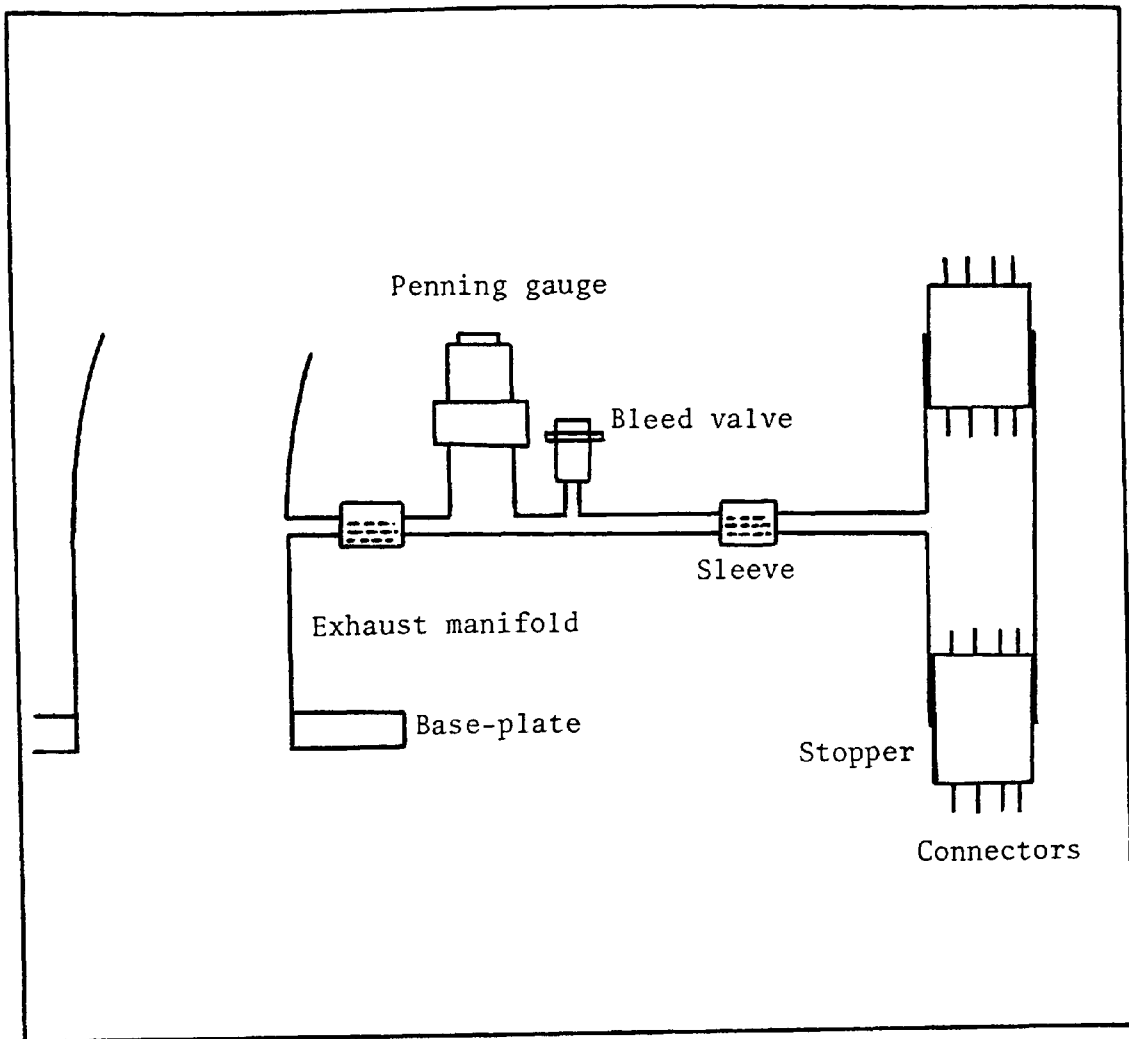 Penning gauge
Bleed valve
Sleeve
Exhaust manifold
Base-plate
Stopper
Connectors